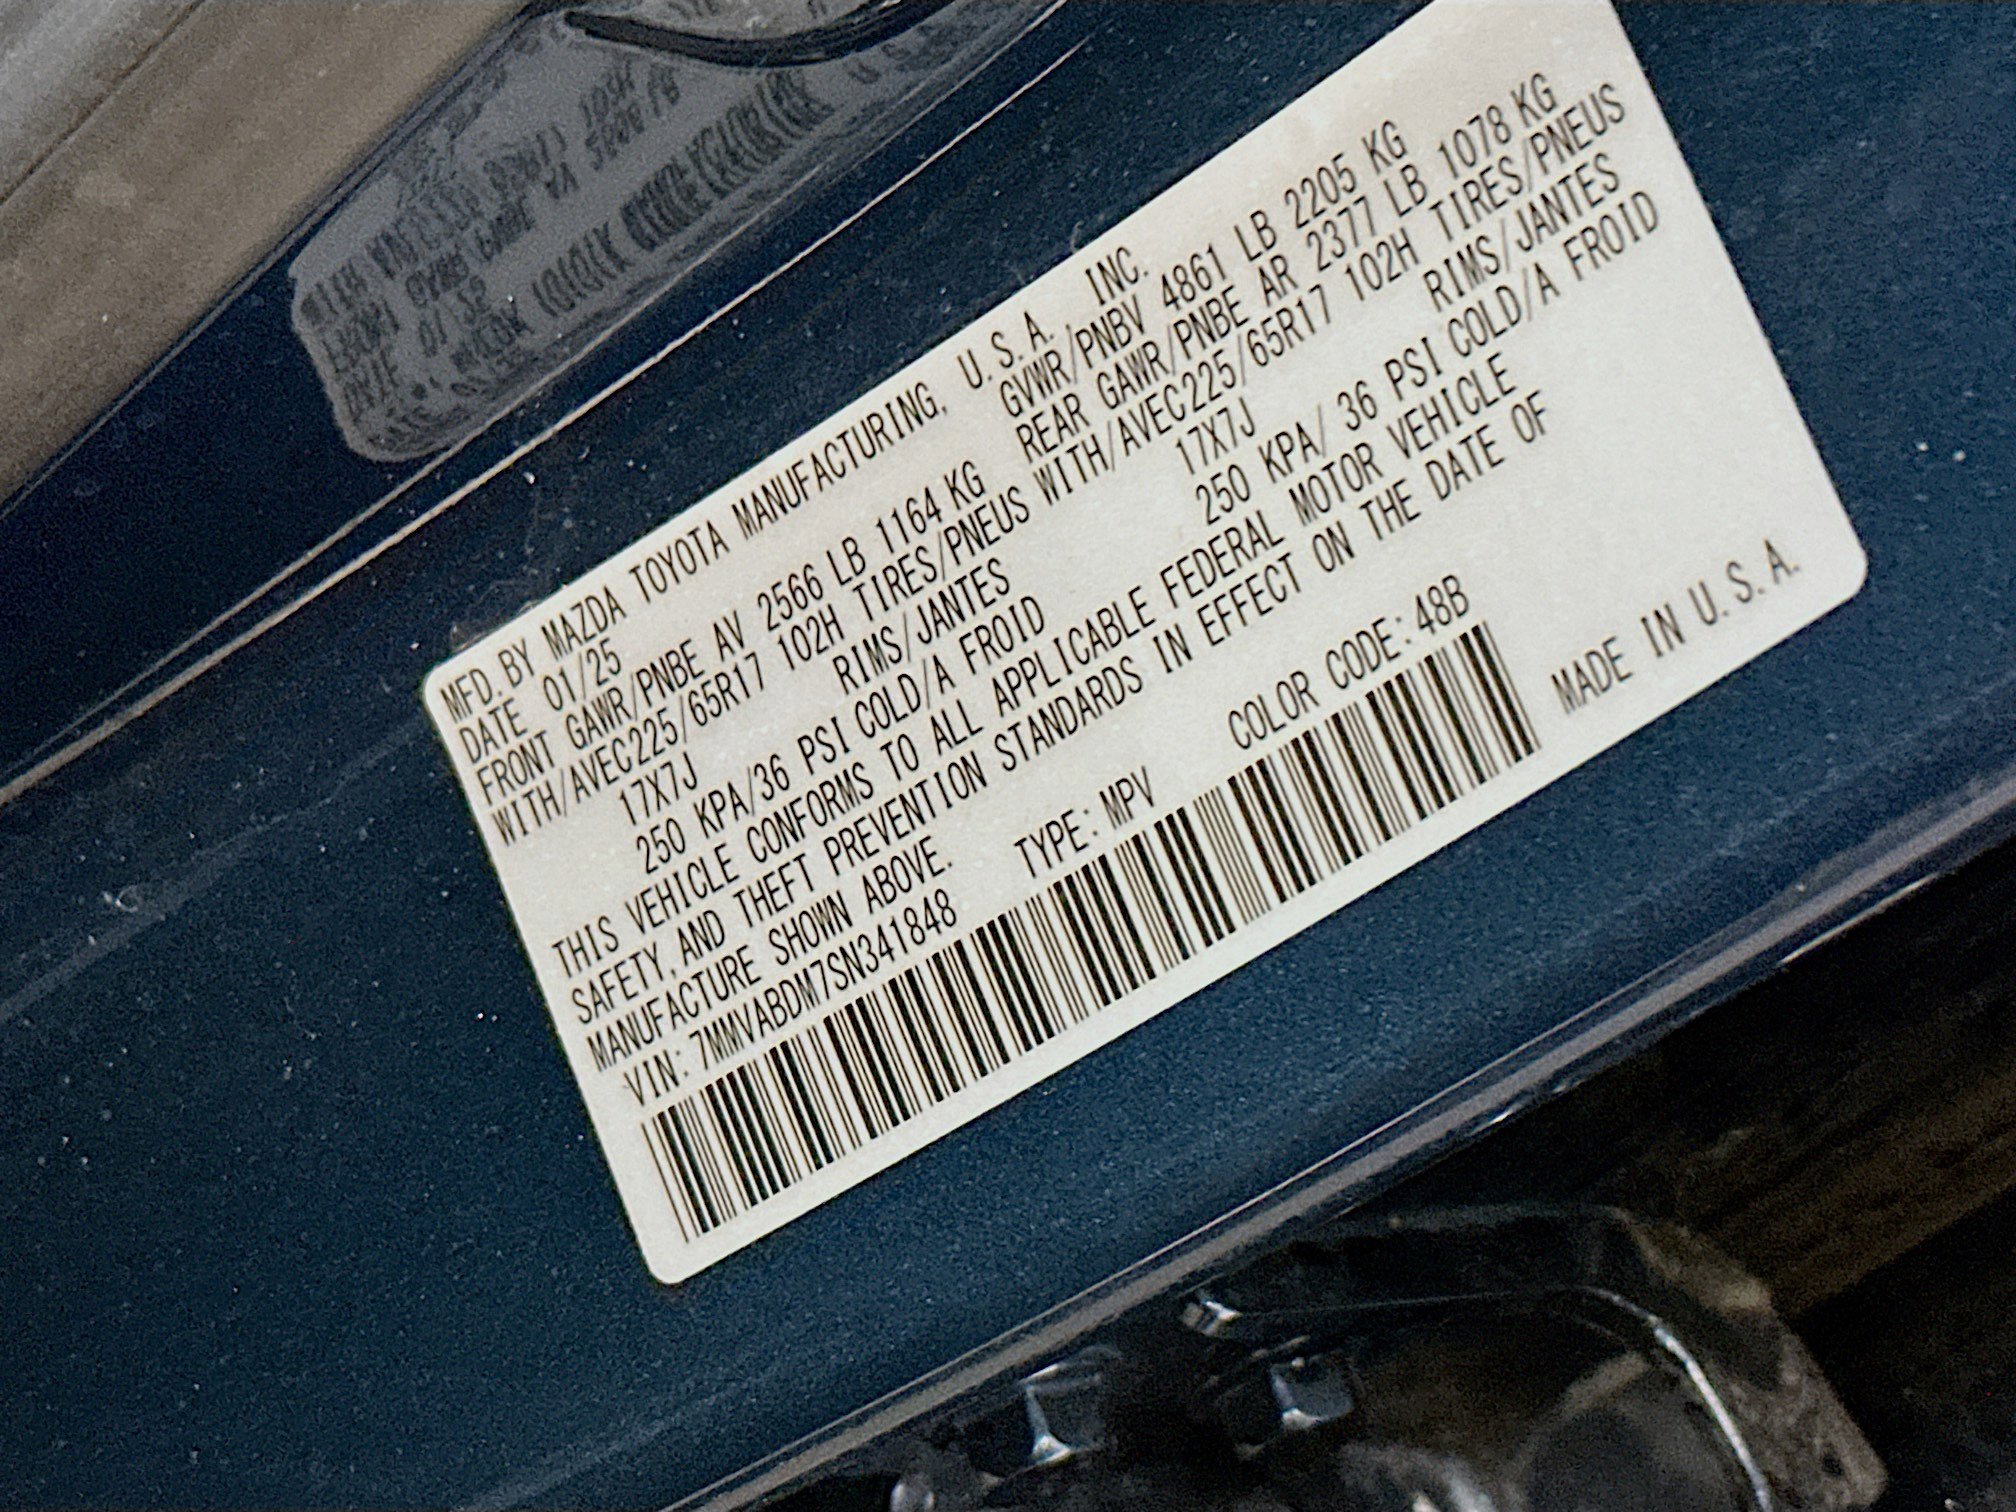 MFD. BY MAZDA TOYOTA MANUFACTURING, U.S.A. INC.
DATE 01/25 GVWR/PNBV 4861 LB 2205 KG
FRONT GAWR/PNBE AV 2566 LB 1164 KG REAR GAWR/PNBE AR 2377 LB 1078 KG
WITH/AVEC225/65R17 102H TIRES/PNEUS WITH/AVEC225/65R17 102H TIRES/PNEUS
17X7J RIMS/JANTES 17X7J RIMS/JANTES
250 KPA/36 PSI COLD/A FROID 250 KPA/ 36 PSI COLD/A FROID
THIS VEHICLE CONFORMS TO ALL APPLICABLE FEDERAL MOTOR VEHICLE
SAFETY, AND THEFT PREVENTION STANDARDS IN EFFECT ON THE DATE OF
MANUFACTURE SHOWN ABOVE.
VIN: 7MMVABDM7SN341848 TYPE: MPV COLOR CODE: 48B
MADE IN U.S.A.